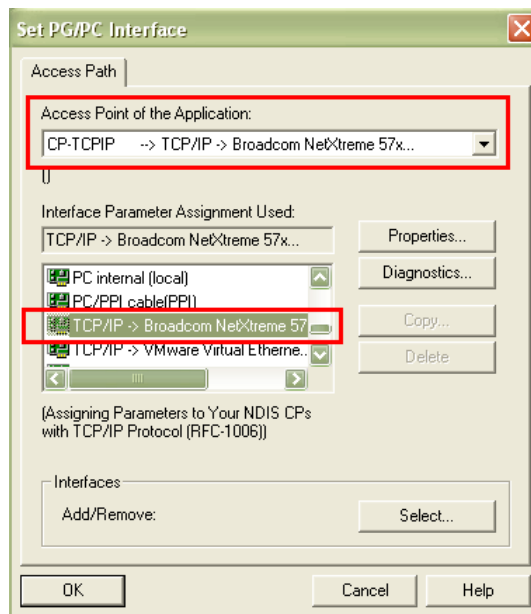 Set PG/PC Interface
Access Path
Access Point of the Application:
CP-TCPIP --> TCP/IP -> Broadcom NetXtreme 57x...
()
Interface Parameter Assignment Used:
TCP/IP -> Broadcom NetXtreme 57x...
Properties...
PC internal (local)
Diagnostics...
PC/PPI cable(PPI)
TCP/IP -> Broadcom NetXtreme 57
Copy...
TCP/IP -> VMware Virtual Etherne..
Delete
(Assigning Parameters to Your NDIS CPs
with TCP/IP Protocol (RFC-1006))
Interfaces
Add/Remove:
Select...
OK
Cancel
Help